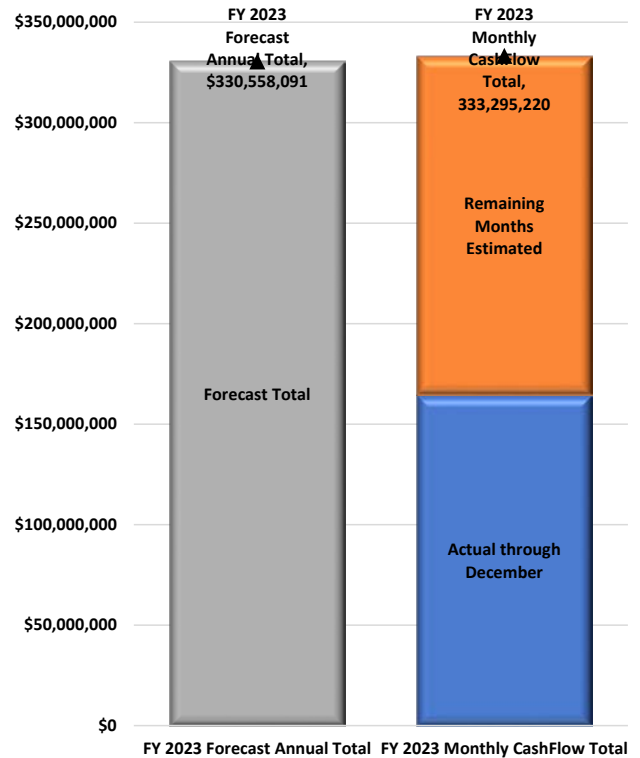 $350,000,000
$300,000,000
$250,000,000
$200,000,000
$150,000,000
$100,000,000
$50,000,000
$0
FY 2023
Forecast
Annual Total,
$330,558,091
Forecast Total
FY 2023
Monthly
CashFlow
Total,
333,295,220
Remaining
Months
Estimated
Actual through
December
FY 2023 Forecast Annual Total
FY 2023 Monthly CashFlow Total